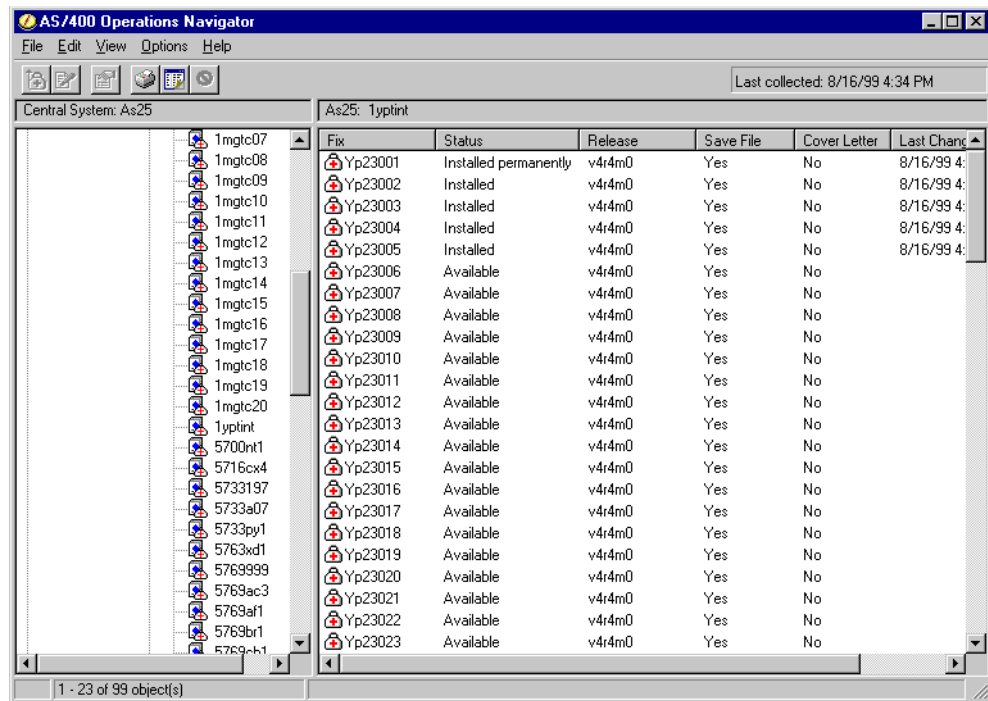 AS/400 Operations Navigator
File Edit View Options Help
Last collected: 8/16/99 4:34 PM
Central System: As25
As25: 1yptint
1mgtc07
1mgtc08
1mgtc09
1mgtc10
1mgtc11
1mgtc12
1mgtc13
1mgtc14
1mgtc15
1mgtc16
1mgtc17
1mgtc18
1mgtc19
1mgtc20
1yptint
5700nt1
5716cx4
5733197
5733a07
5733py1
5763xd1
5769999
5769ac3
5769af1
5769br1
5769cb1
Fix Status Release Save File Cover Letter Last Chang
Yp23001 Installed permanently v4r4m0 Yes No 8/16/99 4:
Yp23002 Installed v4r4m0 Yes No 8/16/99 4:
Yp23003 Installed v4r4m0 Yes No 8/16/99 4:
Yp23004 Installed v4r4m0 Yes No 8/16/99 4:
Yp23005 Installed v4r4m0 Yes No 8/16/99 4:
Yp23006 Available v4r4m0 Yes No
Yp23007 Available v4r4m0 Yes No
Yp23008 Available v4r4m0 Yes No
Yp23009 Available v4r4m0 Yes No
Yp23010 Available v4r4m0 Yes No
Yp23011 Available v4r4m0 Yes No
Yp23012 Available v4r4m0 Yes No
Yp23013 Available v4r4m0 Yes No
Yp23014 Available v4r4m0 Yes No
Yp23015 Available v4r4m0 Yes No
Yp23016 Available v4r4m0 Yes No
Yp23017 Available v4r4m0 Yes No
Yp23018 Available v4r4m0 Yes No
Yp23019 Available v4r4m0 Yes No
Yp23020 Available v4r4m0 Yes No
Yp23021 Available v4r4m0 Yes No
Yp23022 Available v4r4m0 Yes No
Yp23023 Available v4r4m0 Yes No
1 - 23 of 99 object(s)